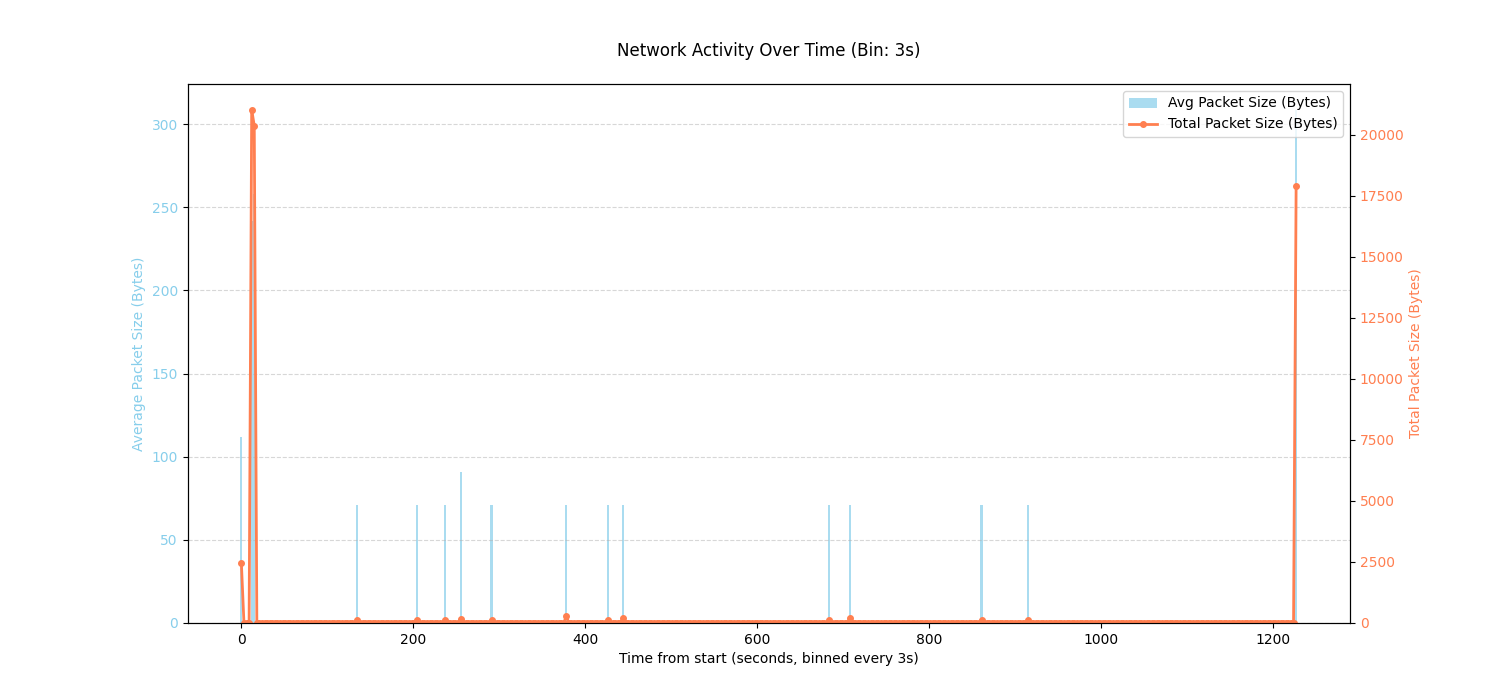 Network Activity Over Time (Bin: 3s)
Avg Packet Size (Bytes)
Total Packet Size (Bytes)
Average Packet Size (Bytes)
300
250
200
150
100
50
0
20000
17500
15000
12500
10000
7500
5000
2500
0
Total Packet Size (Bytes)
0 200 400 600 800 1000 1200
Time from start (seconds, binned every 3s)